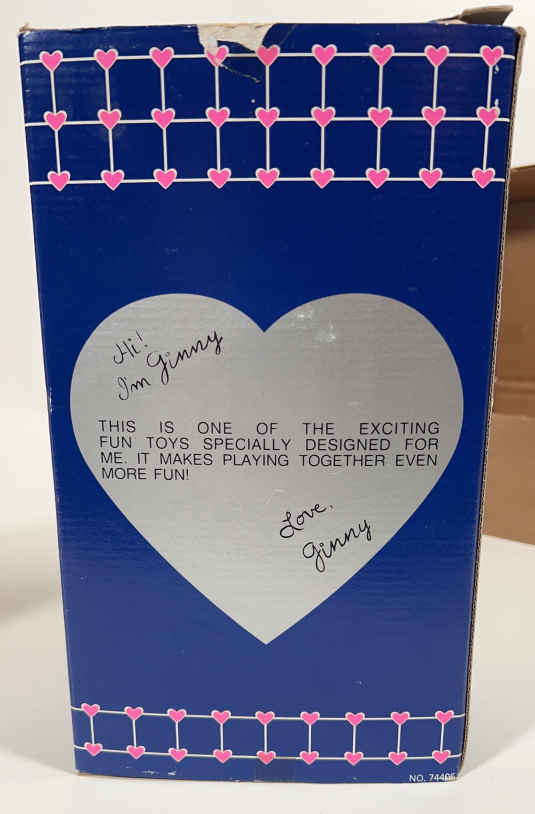 Hi!
I'm Ginny
THIS IS ONE OF THE EXCITING
FUN TOYS SPECIALLY DESIGNED FOR
ME. IT MAKES PLAYING TOGETHER EVEN
MORE FUN!
Love,
Ginny
NO.